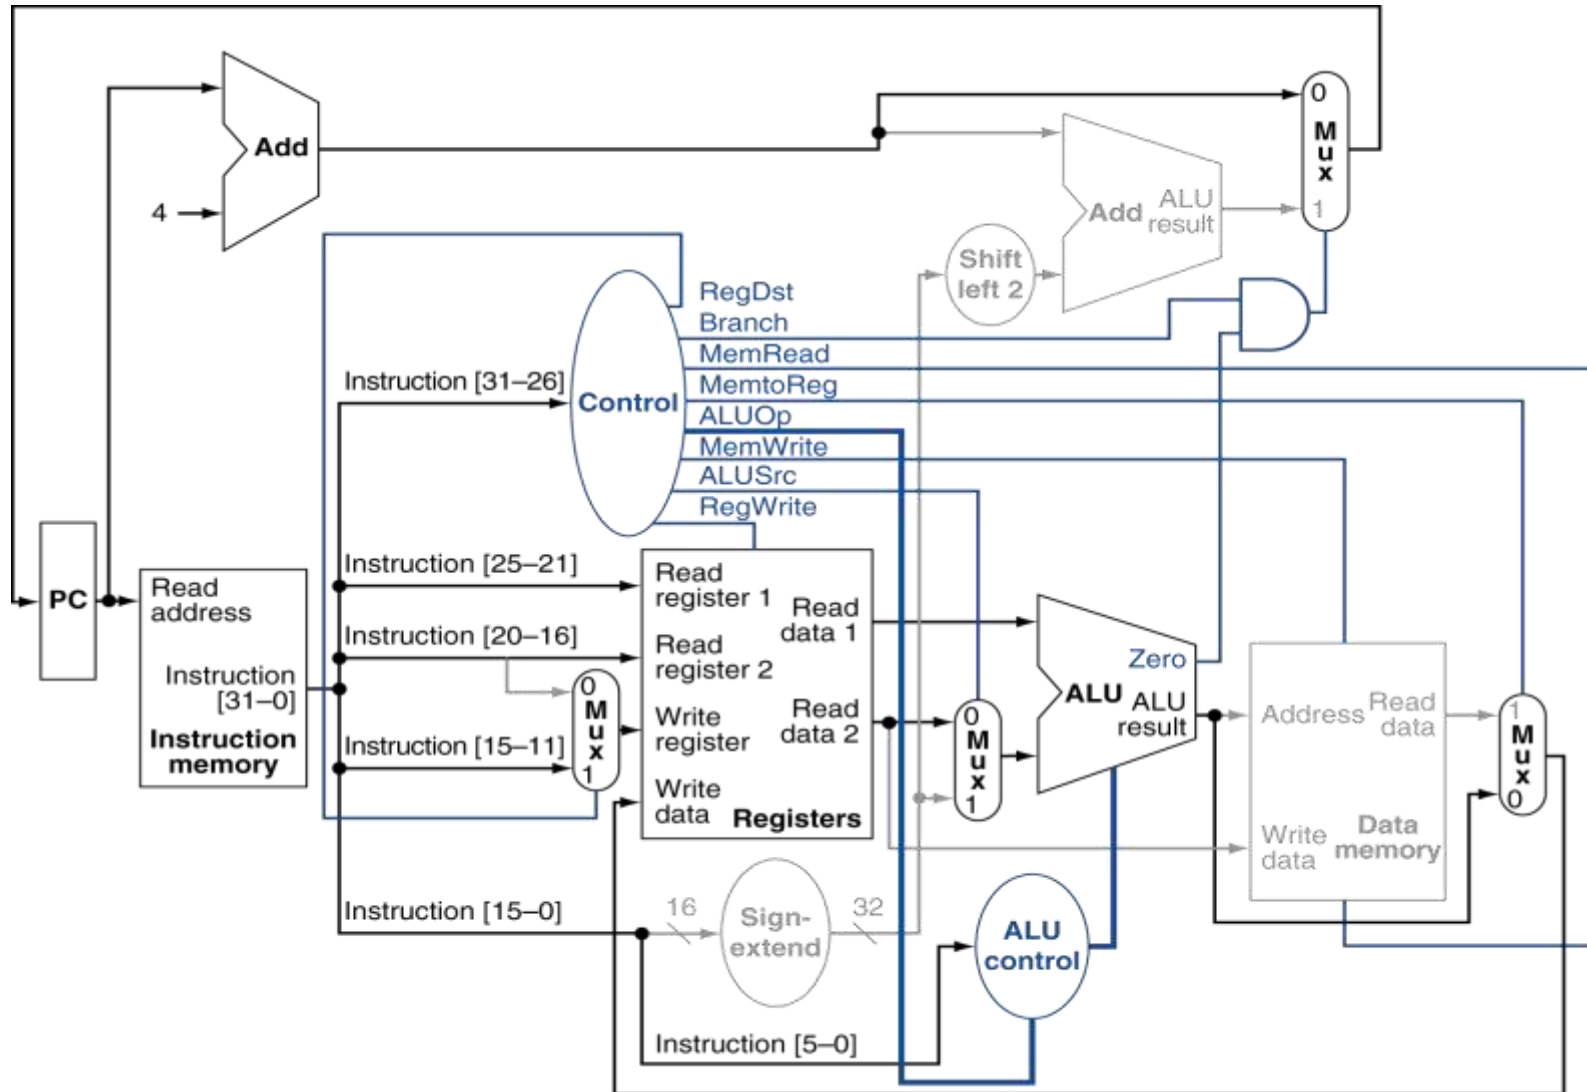 Add
4
0
Mux
1
Add
ALU
result
Shift
left 2
RegDst
Branch
MemRead
MemtoReg
ALUOp
MemWrite
ALUSrc
RegWrite
Control
Instruction [31–26]
PC
Read
address
Instruction
[31–0]
Instruction
memory
Instruction [25–21]
Instruction [20–16]
Instruction [15–11]
0
Mux
1
Read
register 1
Read
register 2
Write
register
Write
data
Read
data 1
Read
data 2
Registers
0
Mux
1
Zero
ALU
ALU
result
Address
Read
data
Write
data
Data
memory
1
Mux
0
Instruction [15–0]
16
Sign-
extend
32
ALU
control
Instruction [5–0]